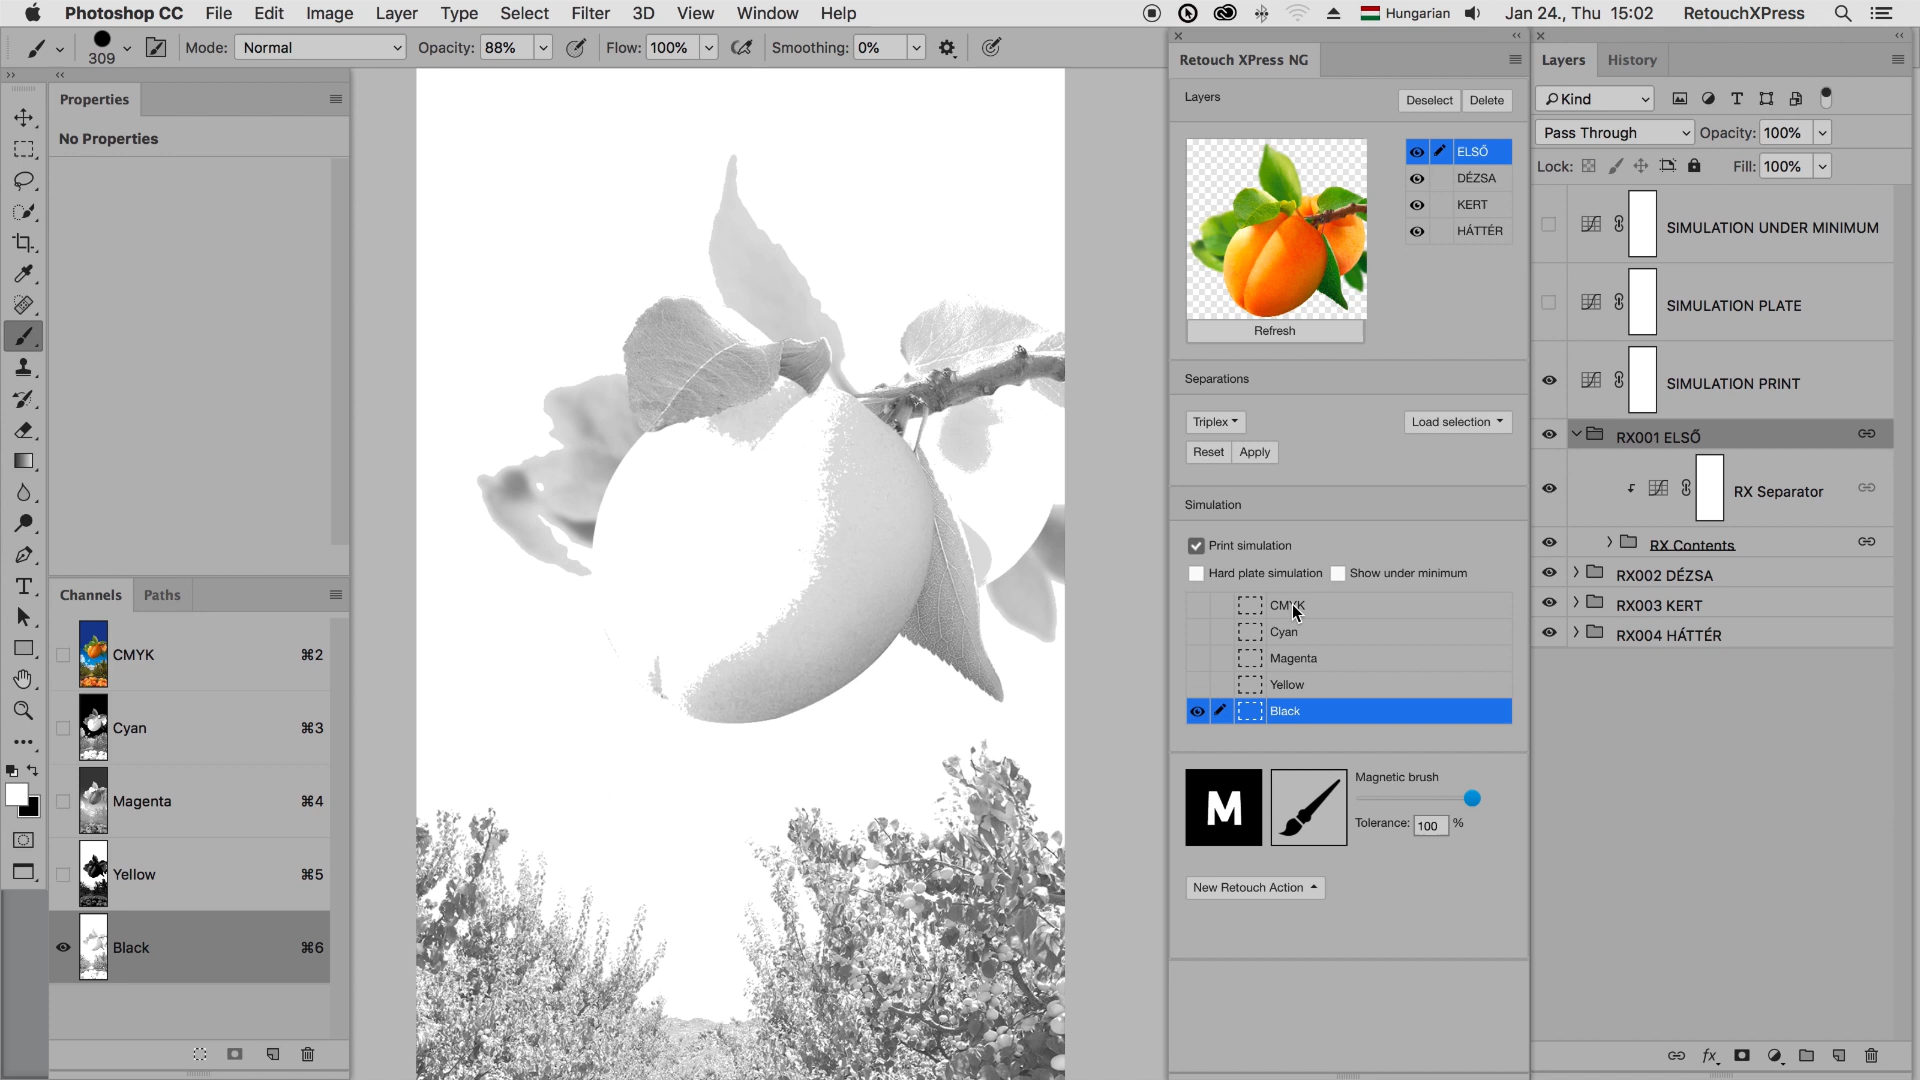 Photoshop CC File Edit Image Layer Type Select Filter 3D View Window Help Hungarian Jan 24., Thu 15:02 RetouchXPress
309 Mode: Normal Opacity: 88% Flow: 100% Smoothing: 0%
Properties
No Properties
Channels Paths
CMYK ⌘2
Cyan ⌘3
Magenta ⌘4
Yellow ⌘5
Black ⌘6
Retouch XPress NG
Layers Deselect Delete
ELSŐ
DÉZSA
KERT
HÁTTÉR
Refresh
Separations
Triplex Load selection
Reset Apply
Simulation
Print simulation
Hard plate simulation Show under minimum
CMYK
Cyan
Magenta
Yellow
Black
M
Magnetic brush
Tolerance: 100 %
New Retouch Action
Layers History
Kind
Pass Through Opacity: 100%
Lock: Fill: 100%
SIMULATION UNDER MINIMUM
SIMULATION PLATE
SIMULATION PRINT
RX001 ELSŐ
RX Separator
RX Contents
RX002 DÉZSA
RX003 KERT
RX004 HÁTTÉR
fx